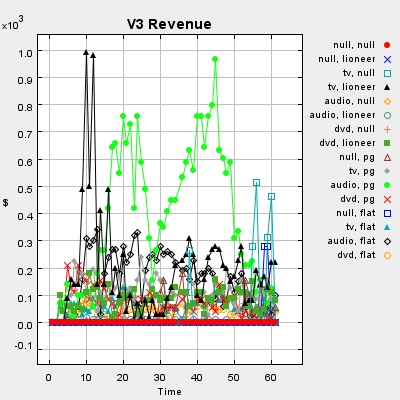 V3 Revenue
x10³
1.0
0.9
0.8
0.7
0.6
0.5
0.4
0.3
0.2
0.1
0.0
-0.1
$
0 10 20 30 40 50 60
Time
null, null
null, lioneer
tv, null
tv, lioneer
audio, null
audio, lioneer
dvd, null
dvd, lioneer
null, pg
tv, pg
audio, pg
dvd, pg
null, flat
tv, flat
audio, flat
dvd, flat